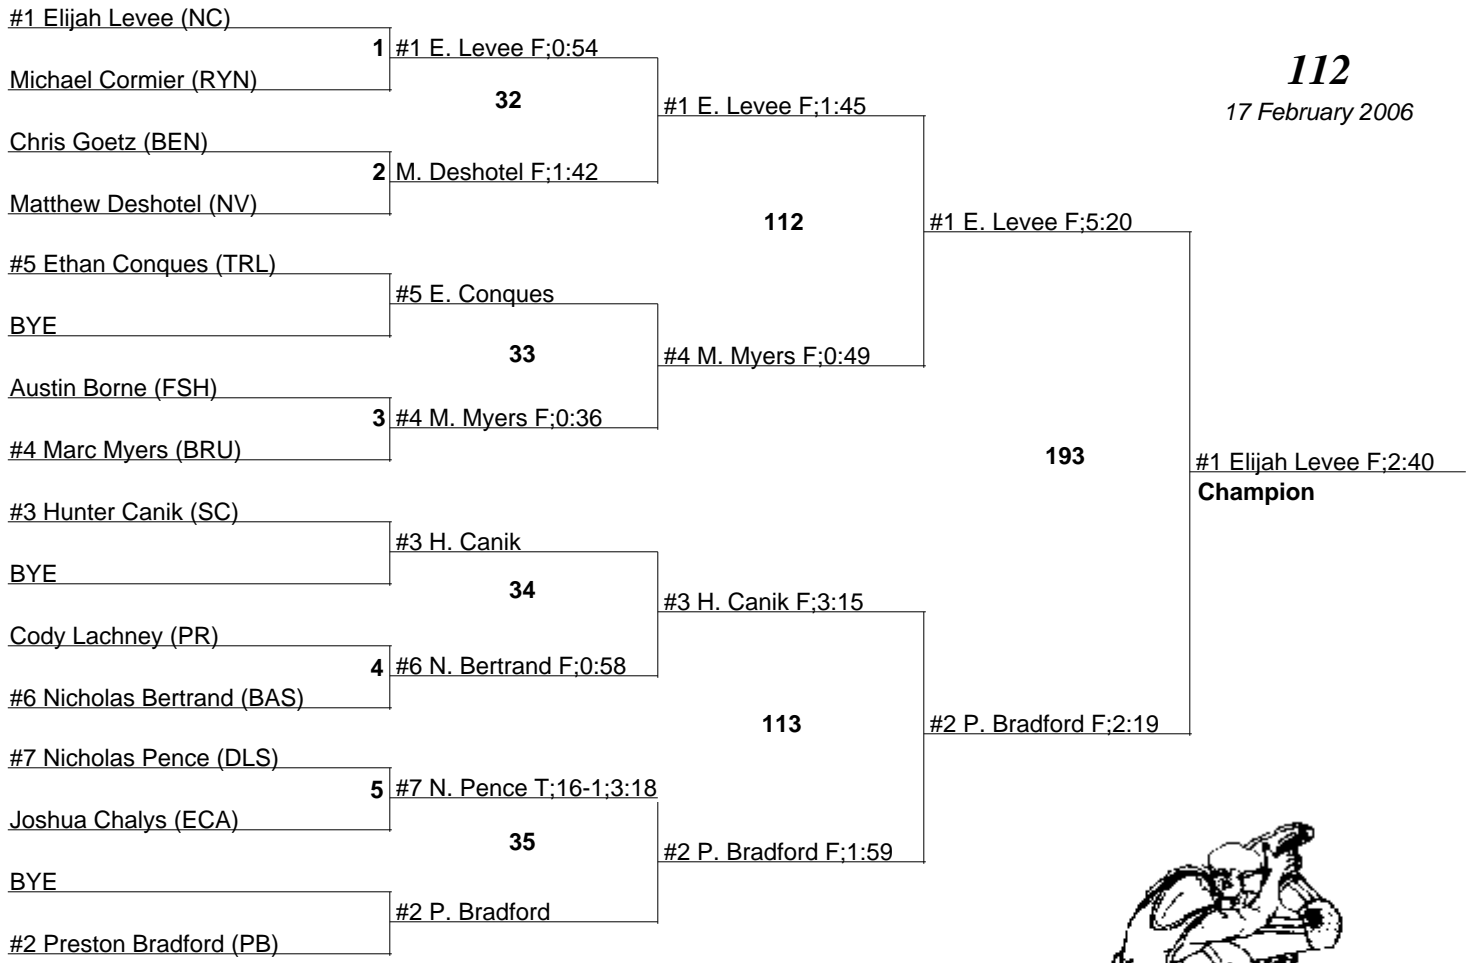 #1 Elijah Levee (NC)
1 #1 E. Levee F;0:54
Michael Cormier (RYN)
32
#1 E. Levee F;1:45
Chris Goetz (BEN)
2 M. Deshotel F;1:42
Matthew Deshotel (NV)
112
#1 E. Levee F;5:20
#5 Ethan Conques (TRL)
#5 E. Conques
BYE
33
#4 M. Myers F;0:49
Austin Borne (FSH)
3 #4 M. Myers F;0:36
#4 Marc Myers (BRU)
193
#1 Elijah Levee F;2:40
Champion
#3 Hunter Canik (SC)
#3 H. Canik
BYE
34
#3 H. Canik F;3:15
Cody Lachney (PR)
4 #6 N. Bertrand F;0:58
#6 Nicholas Bertrand (BAS)
113
#2 P. Bradford F;2:19
#7 Nicholas Pence (DLS)
5 #7 N. Pence T;16-1;3:18
Joshua Chalys (ECA)
35
#2 P. Bradford F;1:59
BYE
#2 P. Bradford
#2 Preston Bradford (PB)
112
17 February 2006